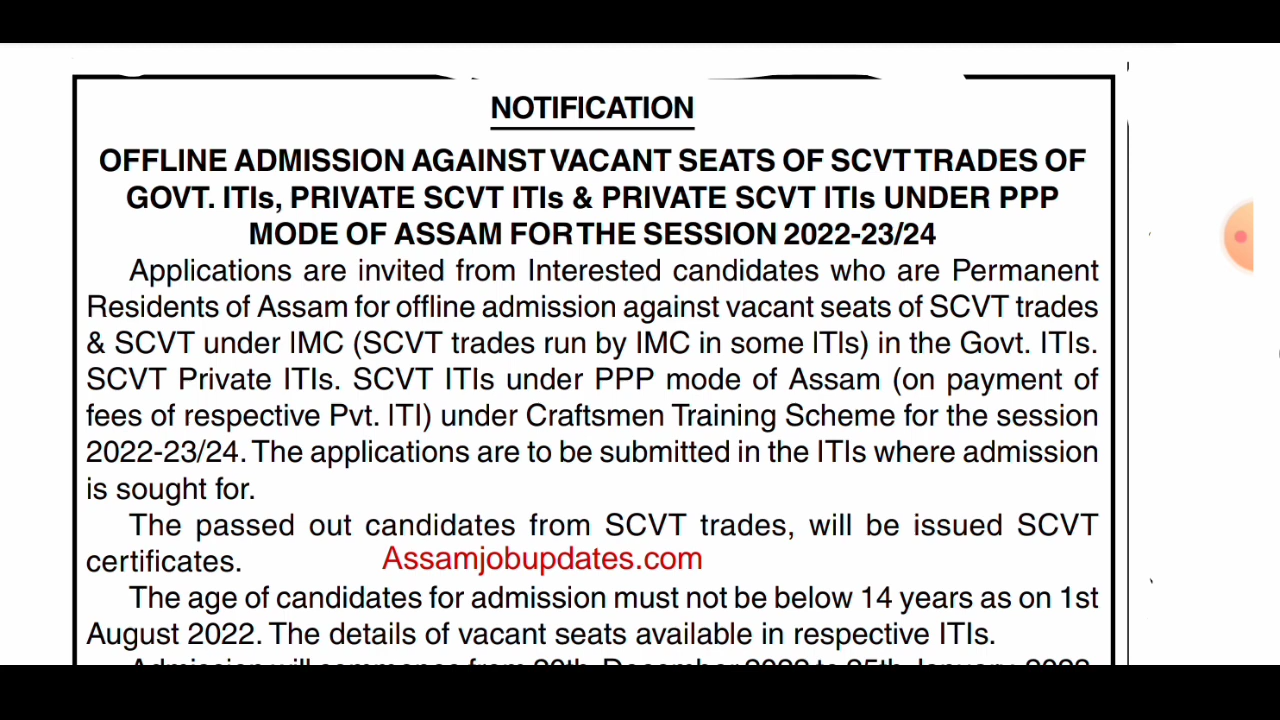 NOTIFICATION
OFFLINE ADMISSION AGAINST VACANT SEATS OF SCVT TRADES OF
GOVT. ITIs, PRIVATE SCVT ITIs & PRIVATE SCVT ITIs UNDER PPP
MODE OF ASSAM FOR THE SESSION 2022-23/24
Applications are invited from Interested candidates who are Permanent
Residents of Assam for offline admission against vacant seats of SCVT trades
& SCVT under IMC (SCVT trades run by IMC in some ITIs) in the Govt. ITIs.
SCVT Private ITIs. SCVT ITIs under PPP mode of Assam (on payment of
fees of respective Pvt. ITI) under Craftsmen Training Scheme for the session
2022-23/24. The applications are to be submitted in the ITIs where admission
is sought for.
The passed out candidates from SCVT trades, will be issued SCVT
certificates.
Assamjobupdates.com
The age of candidates for admission must not be below 14 years as on 1st
August 2022. The details of vacant seats available in respective ITIs.
Admission will commence from